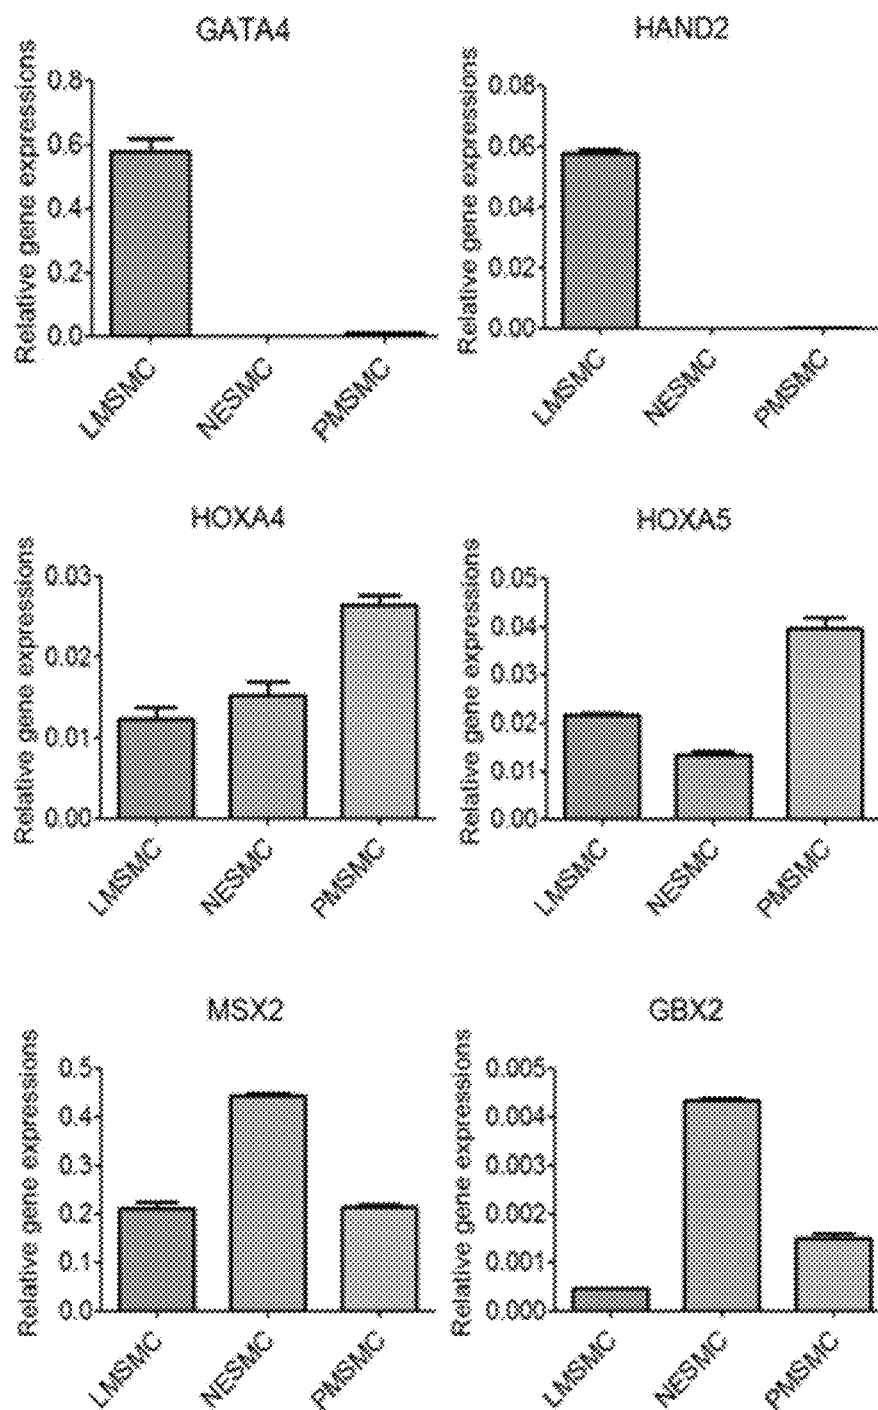 GATA4
Relative gene expressions
0.8
0.6
0.4
0.2
0.0
LMSMC
NESMC
PMSMC
HAND2
Relative gene expressions
0.08
0.06
0.04
0.02
0.00
LMSMC
NESMC
PMSMC
HOXA4
Relative gene expressions
0.03
0.02
0.01
0.00
LMSMC
NESMC
PMSMC
HOXA5
Relative gene expressions
0.05
0.04
0.03
0.02
0.01
0.00
LMSMC
NESMC
PMSMC
MSX2
Relative gene expressions
0.5
0.4
0.3
0.2
0.1
0.0
LMSMC
NESMC
PMSMC
GBX2
Relative gene expressions
0.005
0.004
0.003
0.002
0.001
0.000
LMSMC
NESMC
PMSMC